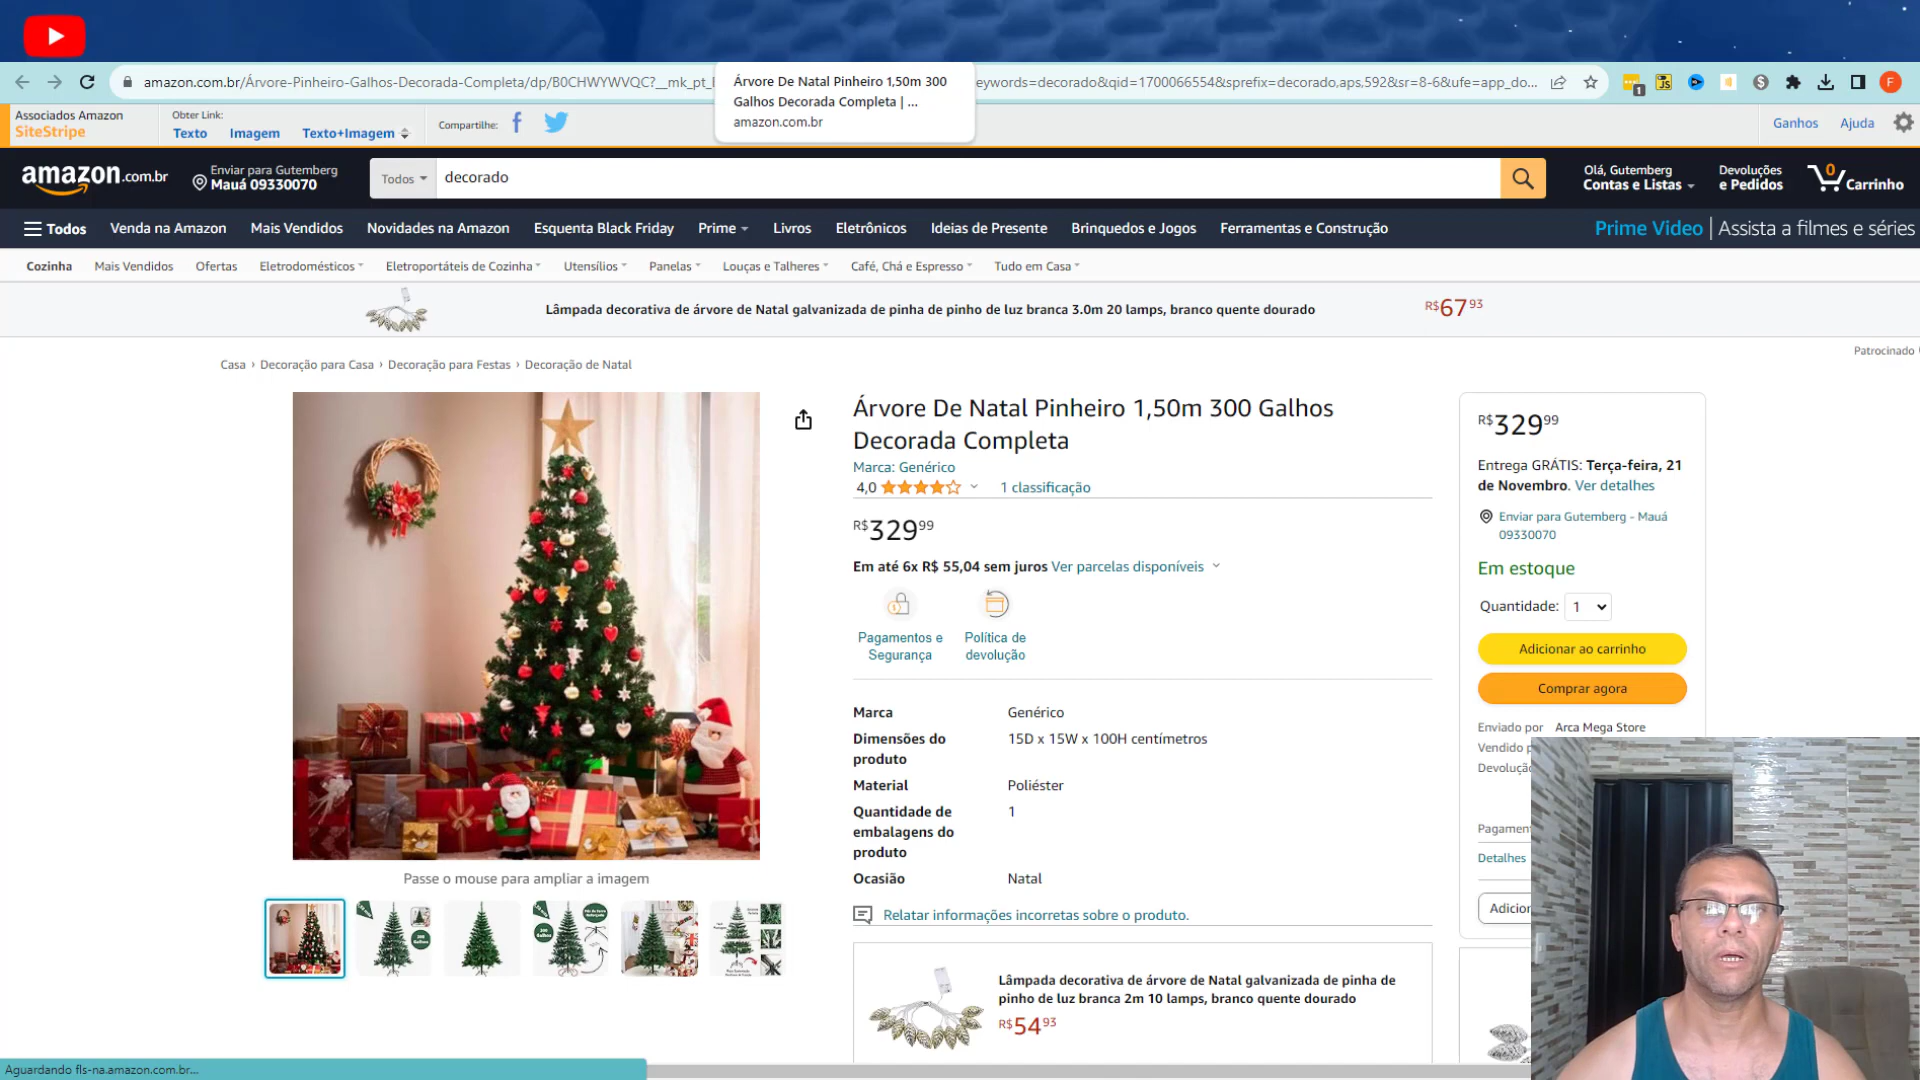 amazon.com.br/Árvore-Pinheiro-Galhos-Decorada-Completa/dp/B0CHWYWVQC?__mk_pt_
eywords=decorado&qid=1700066554&sprefix=decorado,aps,592&sr=8-6&ufe=app_do...
Árvore De Natal Pinheiro 1,50m 300
Galhos Decorada Completa | ...
amazon.com.br
1
JS
F
Associados Amazon
SiteStripe
Obter Link:
Texto
Imagem
Texto+Imagem
Compartilhe:
Ganhos
Ajuda
amazon.com.br
Enviar para Gutemberg
Mauá 09330070
Todos
decorado
Olá, Gutemberg
Contas e Listas
Devoluções
e Pedidos
0
Carrinho
Todos
Venda na Amazon
Mais Vendidos
Novidades na Amazon
Esquenta Black Friday
Prime
Livros
Eletrônicos
Ideias de Presente
Brinquedos e Jogos
Ferramentas e Construção
Prime Video | Assista a filmes e séries
Cozinha
Mais Vendidos
Ofertas
Eletrodomésticos
Eletroportáteis de Cozinha
Utensílios
Panelas
Louças e Talheres
Café, Chá e Espresso
Tudo em Casa
Lâmpada decorativa de árvore de Natal galvanizada de pinha de pinho de luz branca 3.0m 20 lamps, branco quente dourado
R$67 93
Patrocinado
Casa › Decoração para Casa › Decoração para Festas › Decoração de Natal
Árvore De Natal Pinheiro 1,50m 300 Galhos
Decorada Completa
Marca: Genérico
4,0
1 classificação
R$329 99
Em até 6x R$ 55,04 sem juros Ver parcelas disponíveis
Pagamentos e
Segurança
Política de
devolução
Marca
Genérico
Dimensões do
produto
15D x 15W x 100H centímetros
Material
Poliéster
Quantidade de
embalagens do
produto
1
Ocasião
Natal
Relatar informações incorretas sobre o produto.
Lâmpada decorativa de árvore de Natal galvanizada de pinha de
pinho de luz branca 2m 10 lamps, branco quente dourado
R$54 93
Passe o mouse para ampliar a imagem
R$329 99
Entrega GRÁTIS: Terça-feira, 21
de Novembro. Ver detalhes
Enviar para Gutemberg - Mauá
09330070
Em estoque
Quantidade: 1
Adicionar ao carrinho
Comprar agora
Enviado por
Arca Mega Store
Vendido p
Devolução
Pagamen
Detalhes
Adicior
Aguardando fls-na.amazon.com.br...